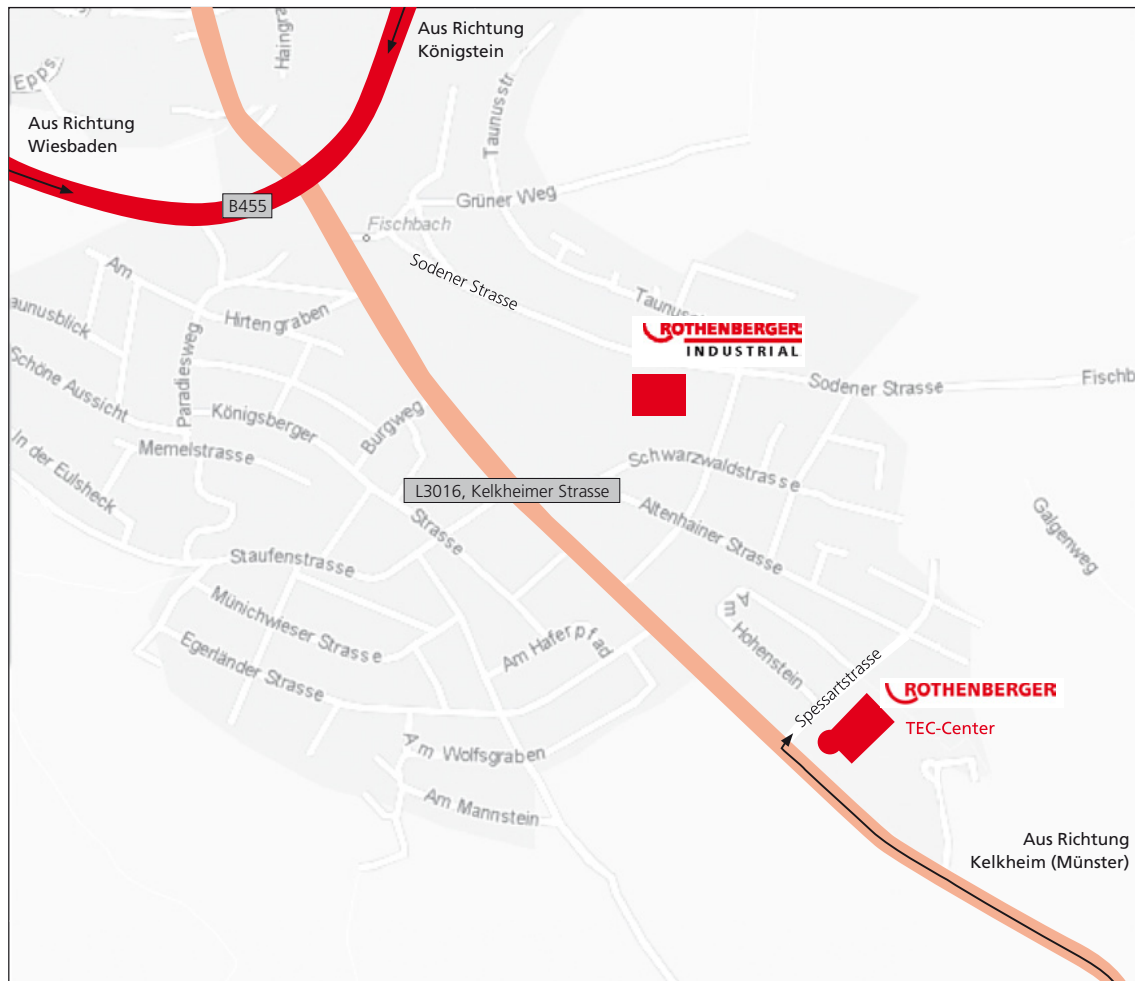 Aus Richtung
Königstein
Haingra
Epps
Aus Richtung
Wiesbaden
Taunusstr.
B455
Grüner Weg
Fischbach
Sodener Strasse
Am
Hirtengraben
aunusblick
Taunuss
ROTHENBERGER
INDUSTRIAL
Schöne Aussicht
Paradiesweg
Sodener Strasse
Fischb
Königsberger
Strasse
Burgweg
Memelstrasse
In der Eulsheck
Schwarzwaldstrasse
L3016, Kelkheimer Strasse
Altenhainer Strasse
Galgenweg
Staufenstrasse
Münichwieser Strasse
Am Haferpfad
Am Hohenstein
Egerländer Strasse
Spessartstrasse
ROTHENBERGER
TEC-Center
Am Wolfsgraben
Am Mannstein
Aus Richtung
Kelkheim (Münster)